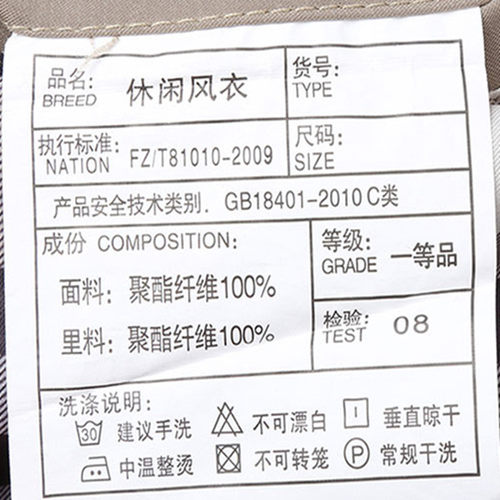 品名: 休闲风衣
BREED
货号:
TYPE
执行标准: FZ/T81010-2009
NATION
尺码:
SIZE
产品安全技术类别. GB18401-2010 C类
成份 COMPOSITION:
面料: 聚酯纤维100%
里料: 聚酯纤维100%
等级: 一等品
GRADE
检验: 08
TEST
洗涤说明:
30 建议手洗 不可漂白 垂直晾干
中温整烫 不可转笼 P 常规干洗